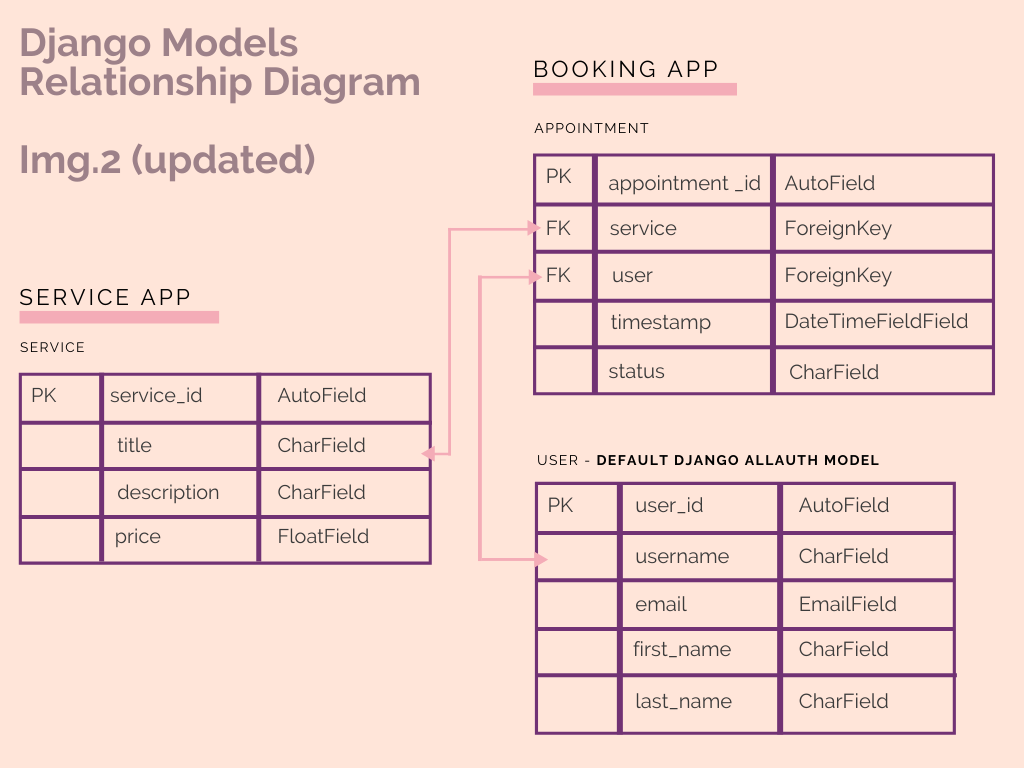 Django Models
Relationship Diagram
Img.2 (updated)
BOOKING APP
APPOINTMENT
PK appointment _id AutoField
FK service ForeignKey
FK user ForeignKey
timestamp DateTimeFieldField
status CharField
SERVICE APP
SERVICE
PK service_id AutoField
title CharField
description CharField
price FloatField
USER - DEFAULT DJANGO ALLAUTH MODEL
PK user_id AutoField
username CharField
email EmailField
first_name CharField
last_name CharField